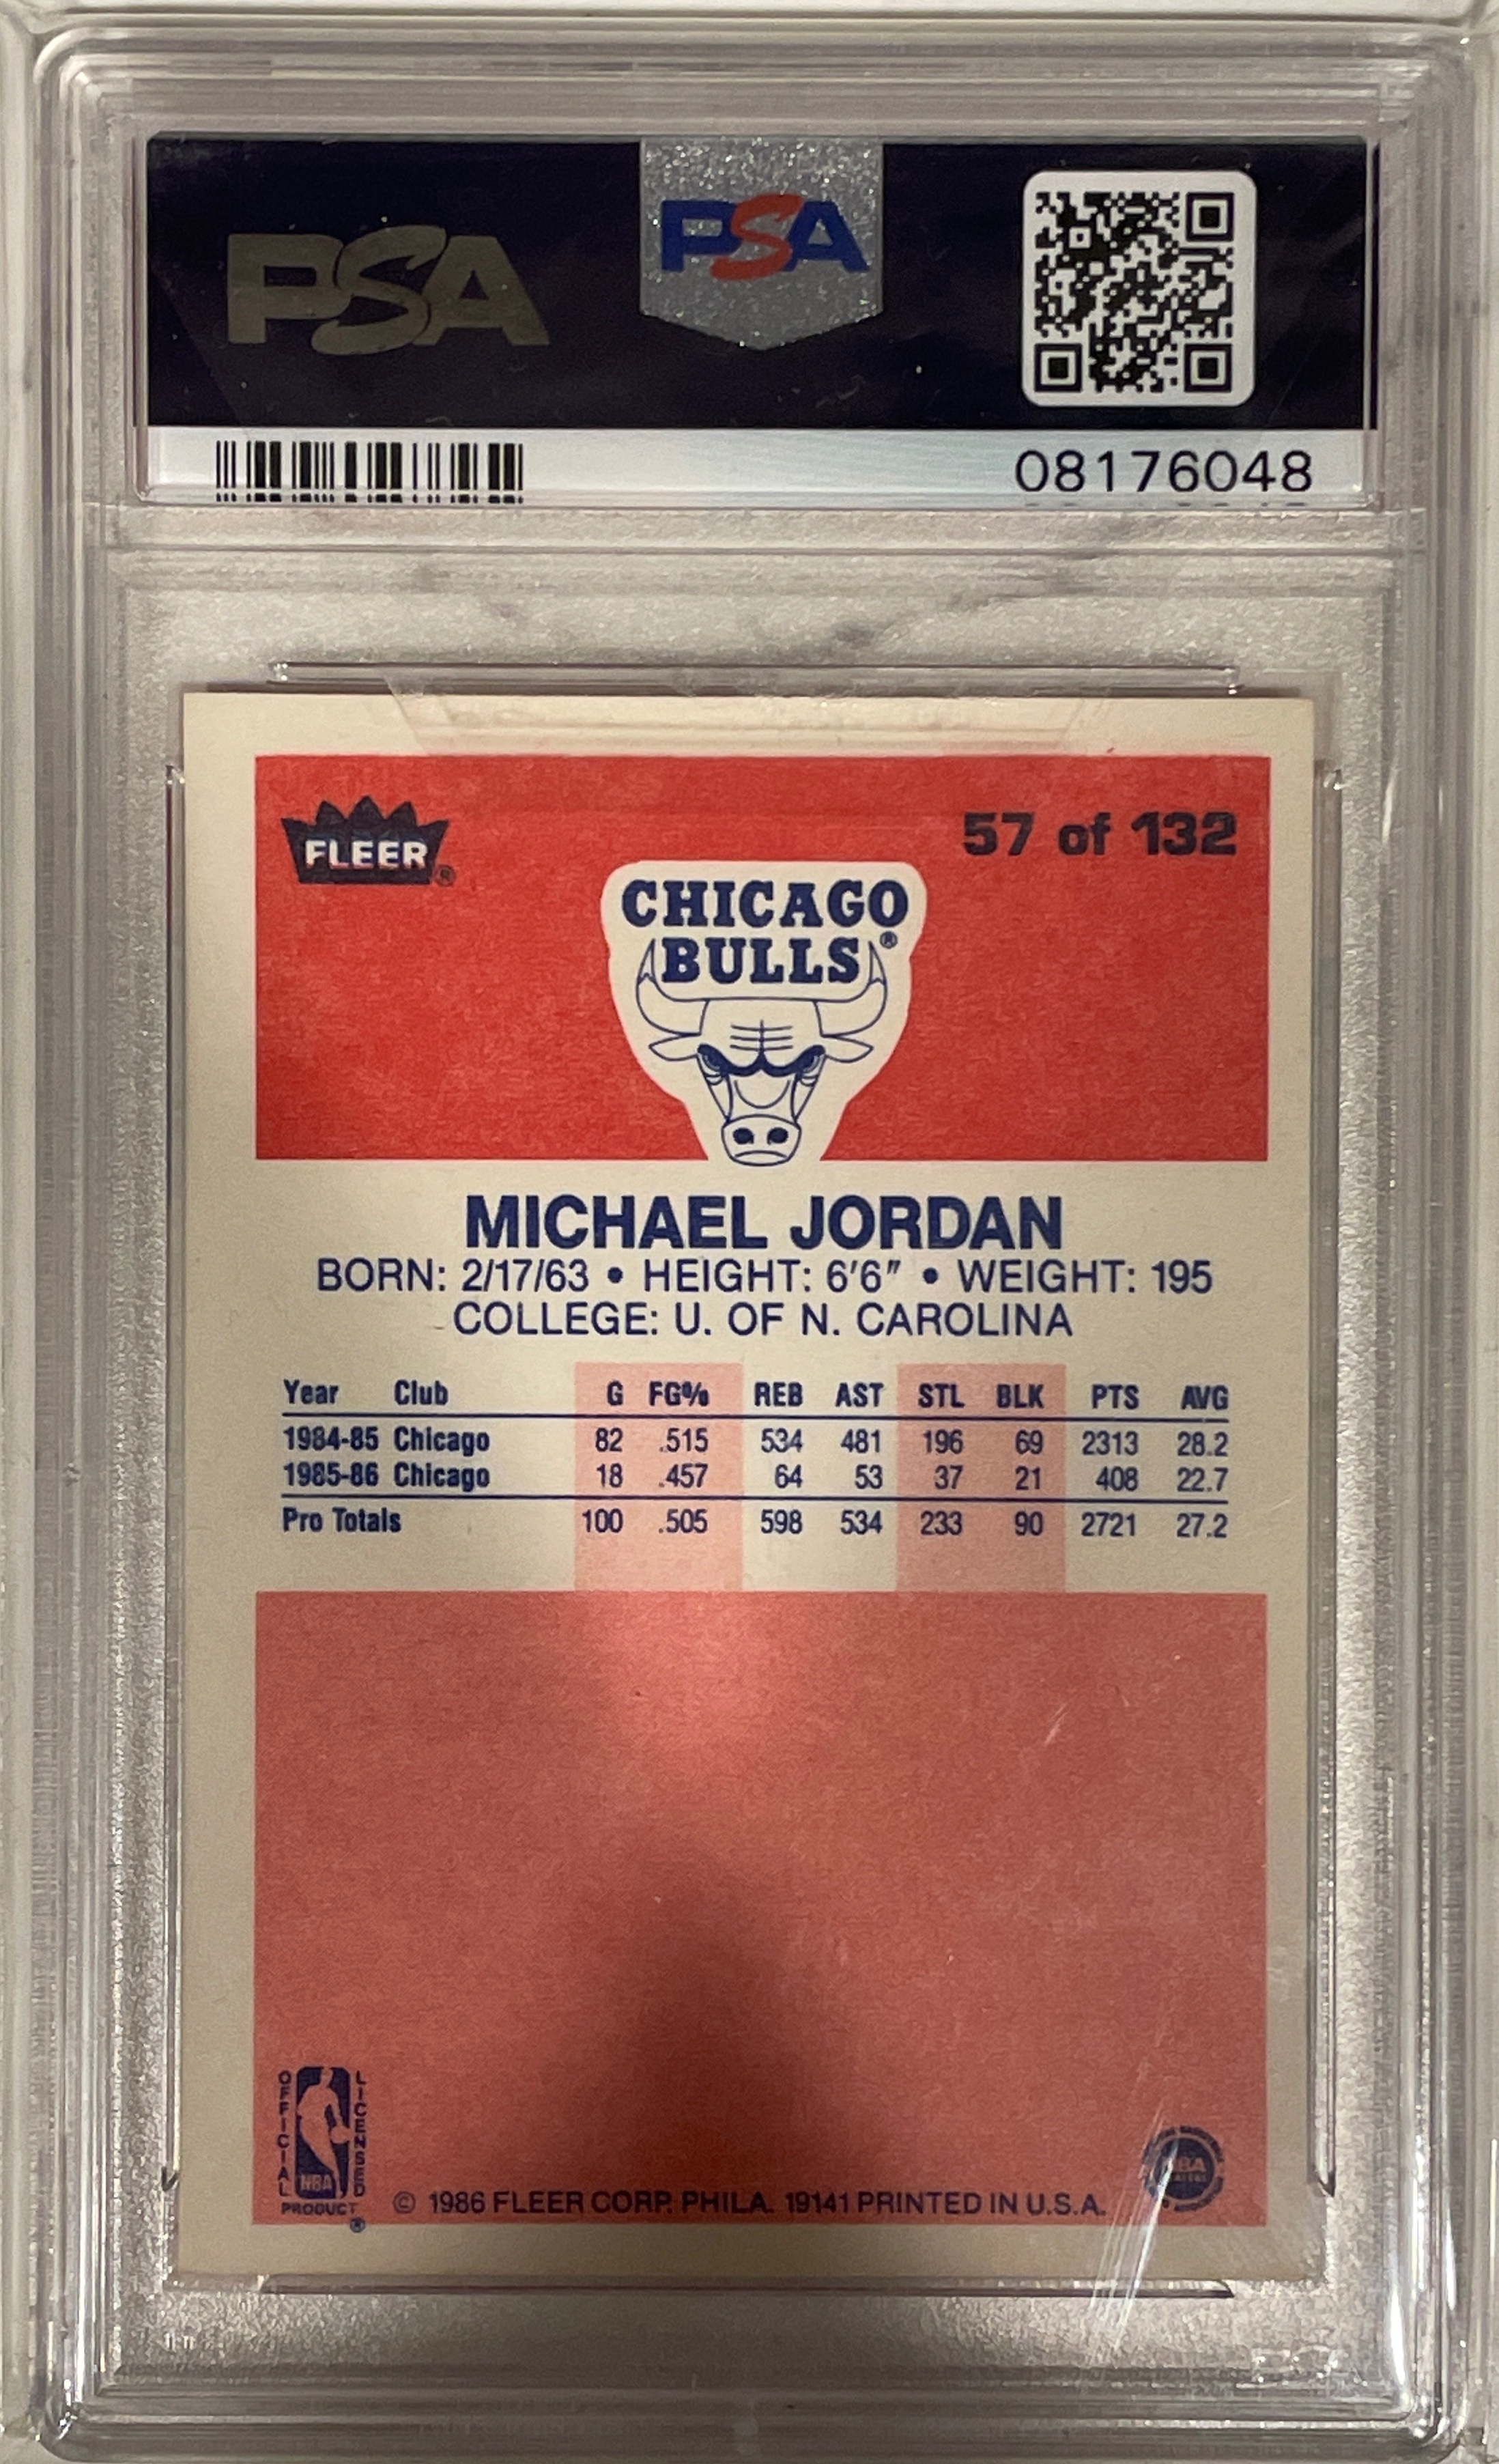 PSA
PSA
08176048
FLEER®
57 of 132
CHICAGO
BULLS®
MICHAEL JORDAN
BORN: 2/17/63 • HEIGHT: 6'6" • WEIGHT: 195
COLLEGE: U. OF N. CAROLINA
Year Club G FG% REB AST STL BLK PTS AVG
1984-85 Chicago 82 .515 534 481 196 69 2313 28.2
1985-86 Chicago 18 .457 64 53 37 21 408 22.7
Pro Totals 100 .505 598 534 233 90 2721 27.2
OFFICIAL
LICENSED
NBA
PRODUCT®
© 1986 FLEER CORP. PHILA. 19141 PRINTED IN U.S.A.